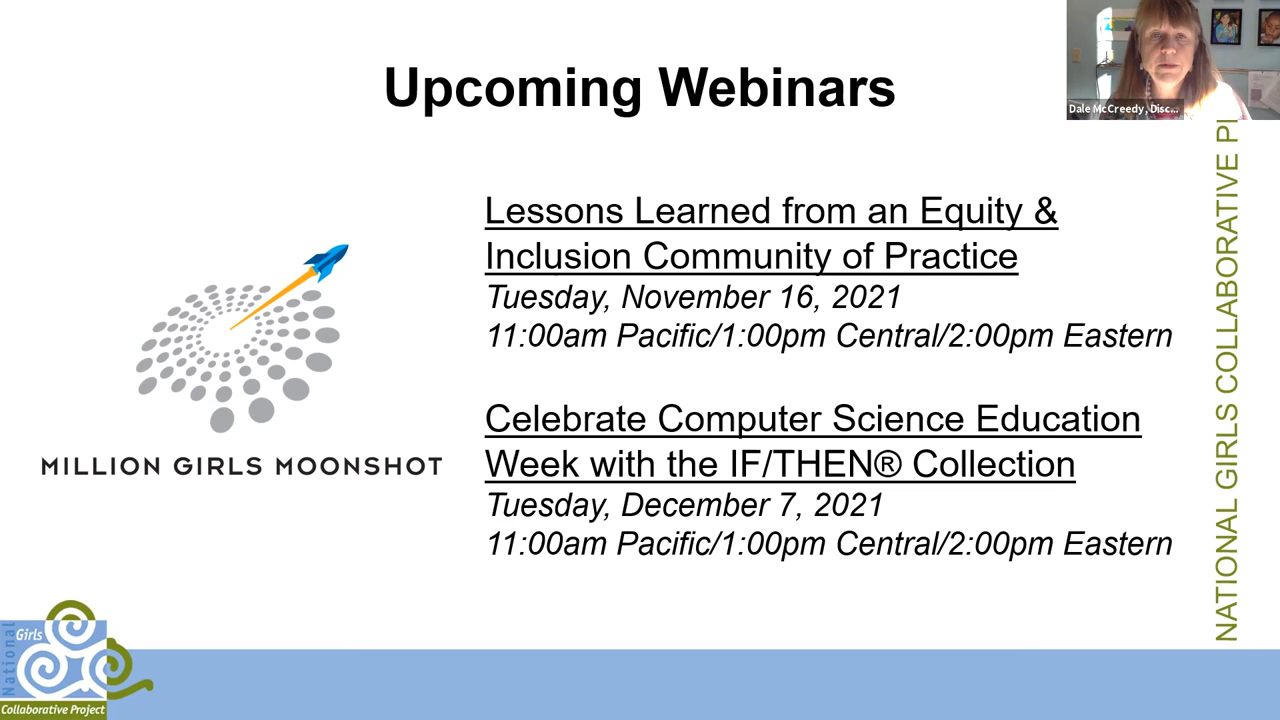 Upcoming Webinars
Dale McCreedy, Disc...
Lessons Learned from an Equity &
Inclusion Community of Practice
Tuesday, November 16, 2021
11:00am Pacific/1:00pm Central/2:00pm Eastern
Celebrate Computer Science Education
Week with the IF/THEN® Collection
Tuesday, December 7, 2021
11:00am Pacific/1:00pm Central/2:00pm Eastern
MILLION GIRLS MOONSHOT
NATIONAL GIRLS COLLABORATIVE
National
Girls
Collaborative Project